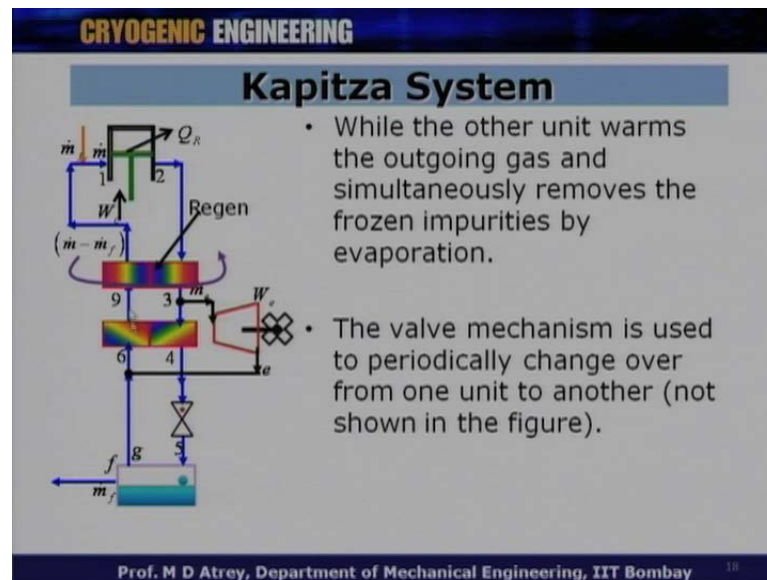 CRYOGENIC ENGINEERING
Kapitza System
• While the other unit warms
the outgoing gas and
simultaneously removes the
frozen impurities by
evaporation.
• The valve mechanism is used
to periodically change over
from one unit to another (not
shown in the figure).
Q_R
ṁ ṁ
1 2
W_c
Regen
(ṁ − ṁ_f)
9 3 ṁ_e W_e
6 4 e
g 5
f
ṁ_f
Prof. M D Atrey, Department of Mechanical Engineering, IIT Bombay 18